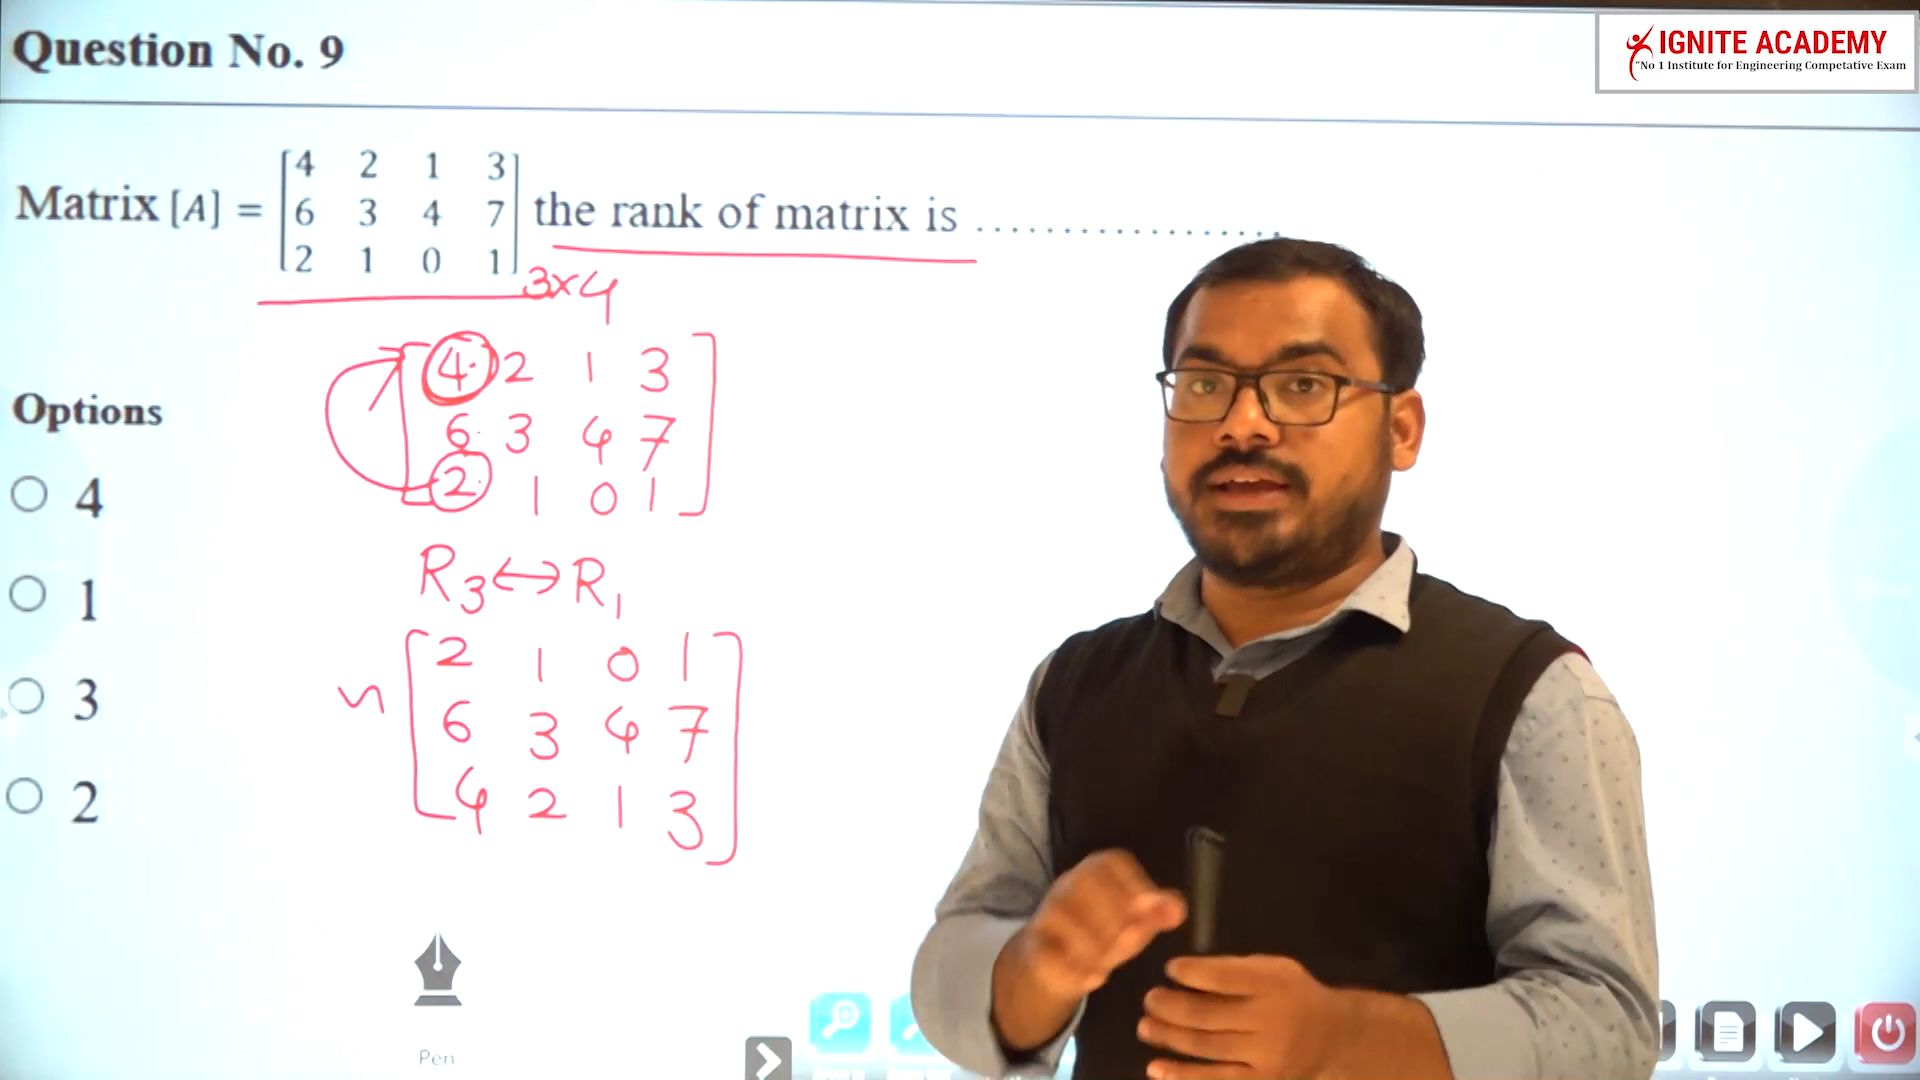 Question No. 9
IGNITE ACADEMY
"No 1 Institute for Engineering Competative Exam
Matrix [A] = [4 2 1 3
6 3 4 7
2 1 0 1] the rank of matrix is ..................
3×4
[4 2 1 3
6 3 4 7
2 1 0 1]
R3↔R1
~ [2 1 0 1
6 3 4 7
4 2 1 3]
Options
4
1
3
2
Pen